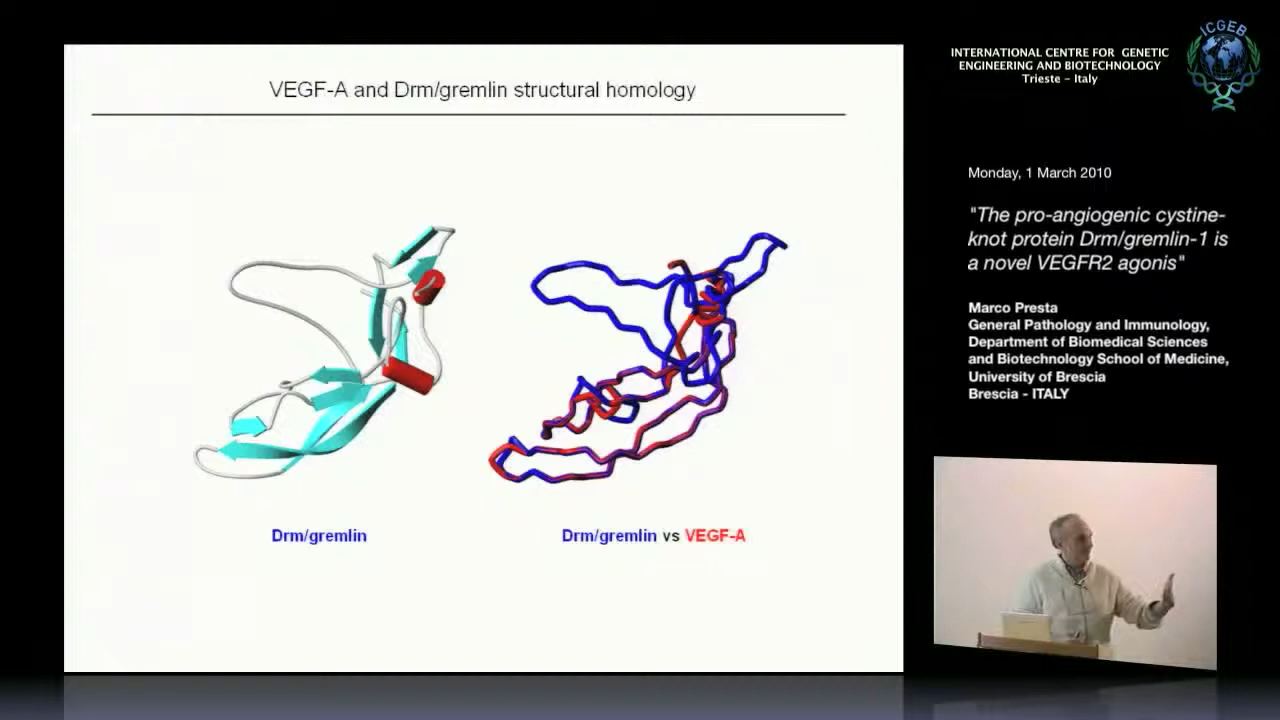 VEGF-A and Drm/gremlin structural homology
Drm/gremlin
Drm/gremlin vs VEGF-A
ICGEB
INTERNATIONAL CENTRE FOR GENETIC
ENGINEERING AND BIOTECHNOLOGY
Trieste - Italy
Monday, 1 March 2010
"The pro-angiogenic cystine-
knot protein Drm/gremlin-1 is
a novel VEGFR2 agonis"
Marco Presta
General Pathology and Immunology,
Department of Biomedical Sciences
and Biotechnology School of Medicine,
University of Brescia
Brescia - ITALY